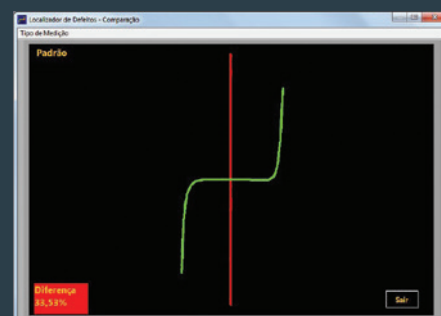 Localizador de Defeitos - Comparação
Tipo de Medição
Padrão
Diferença
33,53%
Sair